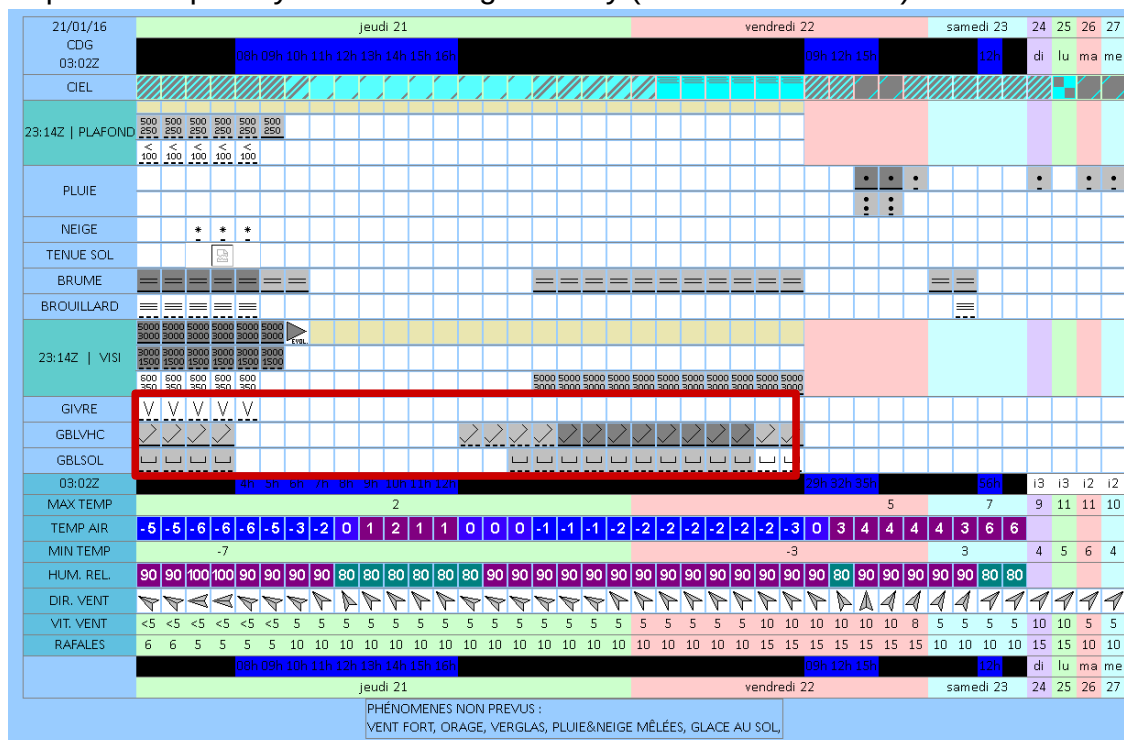 21/01/16 jeudi 21 vendredi 22 samedi 23 24 25 26 27
CDG
03:02Z 08h 09h 10h 11h 12h 13h 14h 15h 16h 09h 12h 15h 12h di lu ma me
CIEL
23:14Z | PLAFOND 500 500 500 500 500 500
250 250 250 250 250 250
< < < < <
100 100 100 100 100
PLUIE
NEIGE
TENUE SOL
BRUME
BROUILLARD
23:14Z | VISI 5000 5000 5000 5000 5000 5000
3000 3000 3000 3000 3000 3000 EVOL.
3000 3000 3000 3000 3000 3000
1500 1500 1500 1500 1500 1500
600 600 600 600 600 5000 5000 5000 5000 5000 5000 5000 5000 5000 5000 5000
350 350 350 350 350 3000 3000 3000 3000 3000 3000 3000 3000 3000 3000 3000
GIVRE
GBLVHC
GBLSOL
03:02Z 4h 5h 6h 7h 8h 9h 10h 11h 12h 29h 32h 35h 56h i3 i3 i2 i2
MAX TEMP 2 5 7 9 11 11 10
TEMP AIR -5 -5 -6 -6 -6 -5 -3 -2 0 1 2 1 1 0 0 0 -1 -1 -1 -2 -2 -2 -2 -2 -2 -2 -3 0 3 4 4 4 4 3 6 6
MIN TEMP -7 -3 3 4 5 6 4
HUM. REL. 90 90 100 100 90 90 90 90 80 80 80 80 80 80 90 90 90 90 90 90 90 90 90 90 90 90 90 90 80 90 90 90 90 90 80 80
DIR. VENT
VIT. VENT <5 <5 <5 <5 <5 <5 5 5 5 5 5 5 5 5 5 5 5 5 5 5 5 5 5 5 5 10 10 10 10 10 10 8 5 5 5 5 10 10 5 5
RAFALES 6 6 5 5 5 5 10 10 10 10 10 10 10 10 10 10 10 10 10 10 10 10 10 10 10 15 15 15 15 15 15 15 10 10 10 10 15 15 10 10
08h 09h 10h 11h 12h 13h 14h 15h 16h 09h 12h 15h 12h di lu ma me
jeudi 21 vendredi 22 samedi 23 24 25 26 27
PHÉNOMENES NON PREVUS :
VENT FORT, ORAGE, VERGLAS, PLUIE&NEIGE MÊLÉES, GLACE AU SOL,